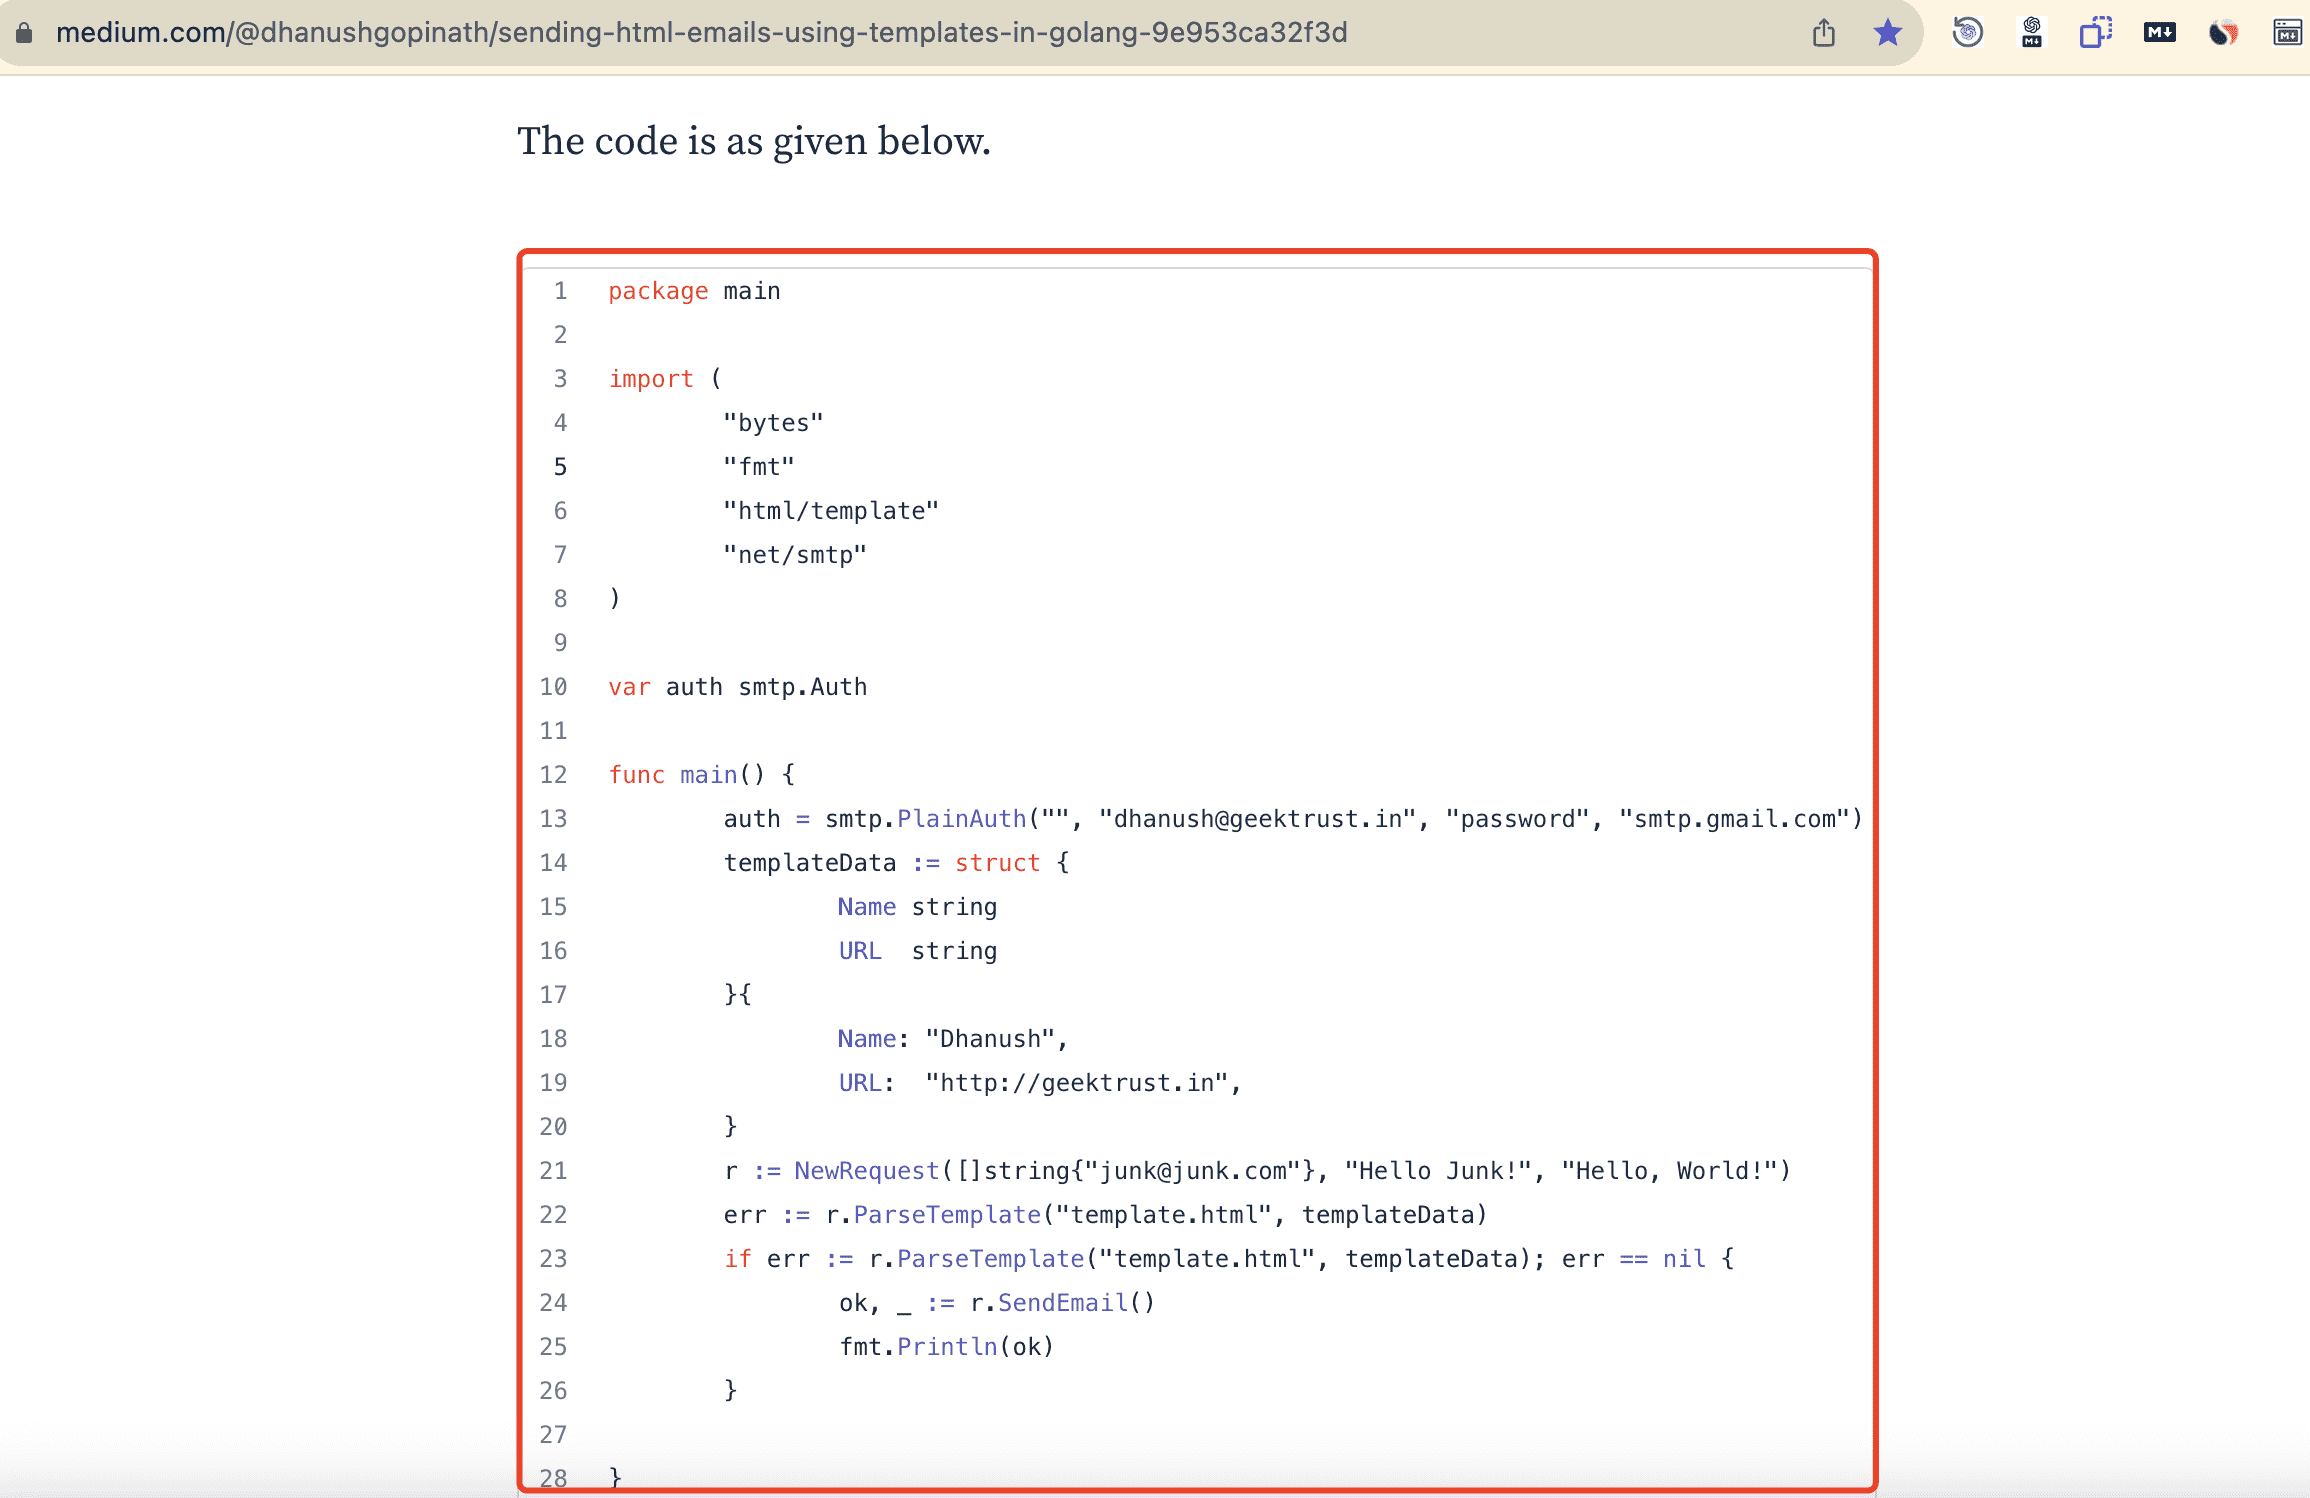 medium.com/@dhanushgopinath/sending-html-emails-using-templates-in-golang-9e953ca32f3d
The code is as given below.
1 package main
2
3 import (
4 "bytes"
5 "fmt"
6 "html/template"
7 "net/smtp"
8 )
9
10 var auth smtp.Auth
11
12 func main() {
13 auth = smtp.PlainAuth("", "dhanush@geektrust.in", "password", "smtp.gmail.com")
14 templateData := struct {
15 Name string
16 URL  string
17 }{
18 Name: "Dhanush",
19 URL:  "http://geektrust.in",
20 }
21 r := NewRequest([]string{"junk@junk.com"}, "Hello Junk!", "Hello, World!")
22 err := r.ParseTemplate("template.html", templateData)
23 if err := r.ParseTemplate("template.html", templateData); err == nil {
24 ok, _ := r.SendEmail()
25 fmt.Println(ok)
26 }
27
28 }